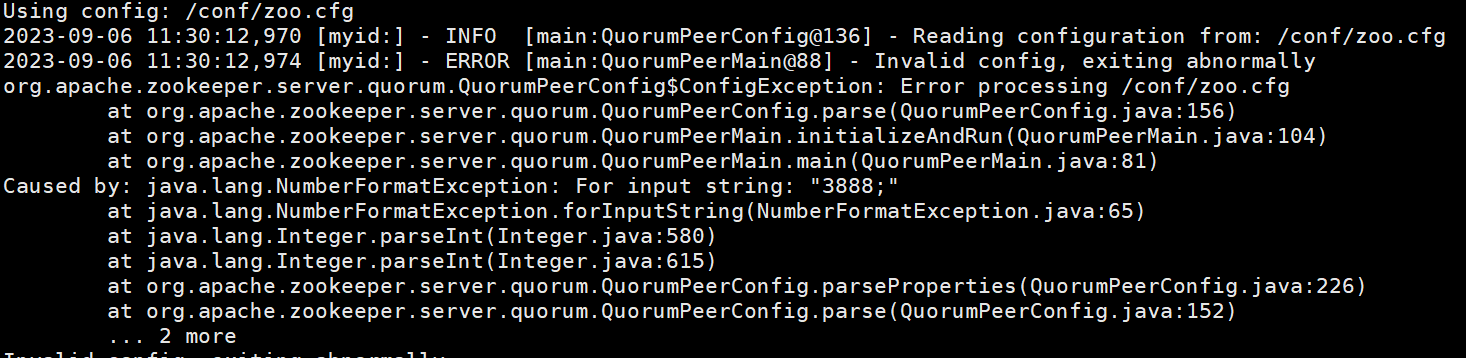 Using config: /conf/zoo.cfg
2023-09-06 11:30:12,970 [myid:] - INFO  [main:QuorumPeerConfig@136] - Reading configuration from: /conf/zoo.cfg
2023-09-06 11:30:12,974 [myid:] - ERROR [main:QuorumPeerMain@88] - Invalid config, exiting abnormally
org.apache.zookeeper.server.quorum.QuorumPeerConfig$ConfigException: Error processing /conf/zoo.cfg
        at org.apache.zookeeper.server.quorum.QuorumPeerConfig.parse(QuorumPeerConfig.java:156)
        at org.apache.zookeeper.server.quorum.QuorumPeerMain.initializeAndRun(QuorumPeerMain.java:104)
        at org.apache.zookeeper.server.quorum.QuorumPeerMain.main(QuorumPeerMain.java:81)
Caused by: java.lang.NumberFormatException: For input string: "3888;"
        at java.lang.NumberFormatException.forInputString(NumberFormatException.java:65)
        at java.lang.Integer.parseInt(Integer.java:580)
        at java.lang.Integer.parseInt(Integer.java:615)
        at org.apache.zookeeper.server.quorum.QuorumPeerConfig.parseProperties(QuorumPeerConfig.java:226)
        at org.apache.zookeeper.server.quorum.QuorumPeerConfig.parse(QuorumPeerConfig.java:152)
        ... 2 more
Invalid config, exiting abnormally